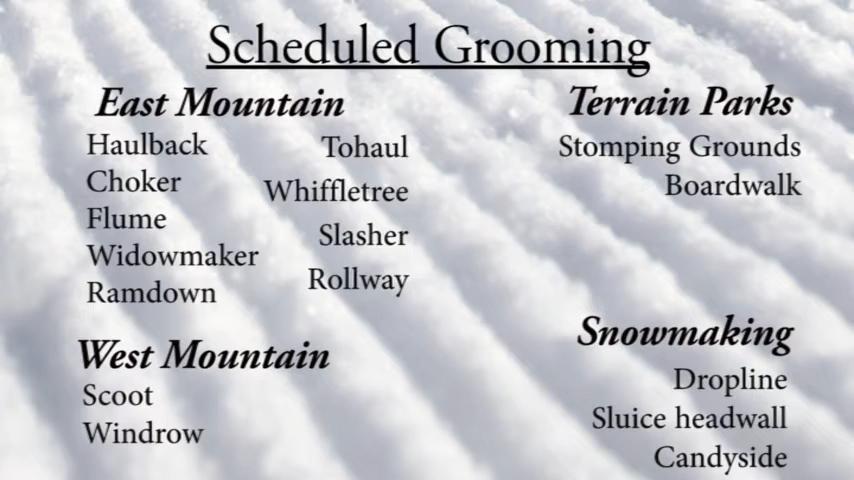 Scheduled Grooming
East Mountain
Haulback
Choker
Flume
Widowmaker
Ramdown
Tohaul
Whiffletree
Slasher
Rollway
West Mountain
Scoot
Windrow
Terrain Parks
Stomping Grounds
Boardwalk
Snowmaking
Dropline
Sluice headwall
Candyside